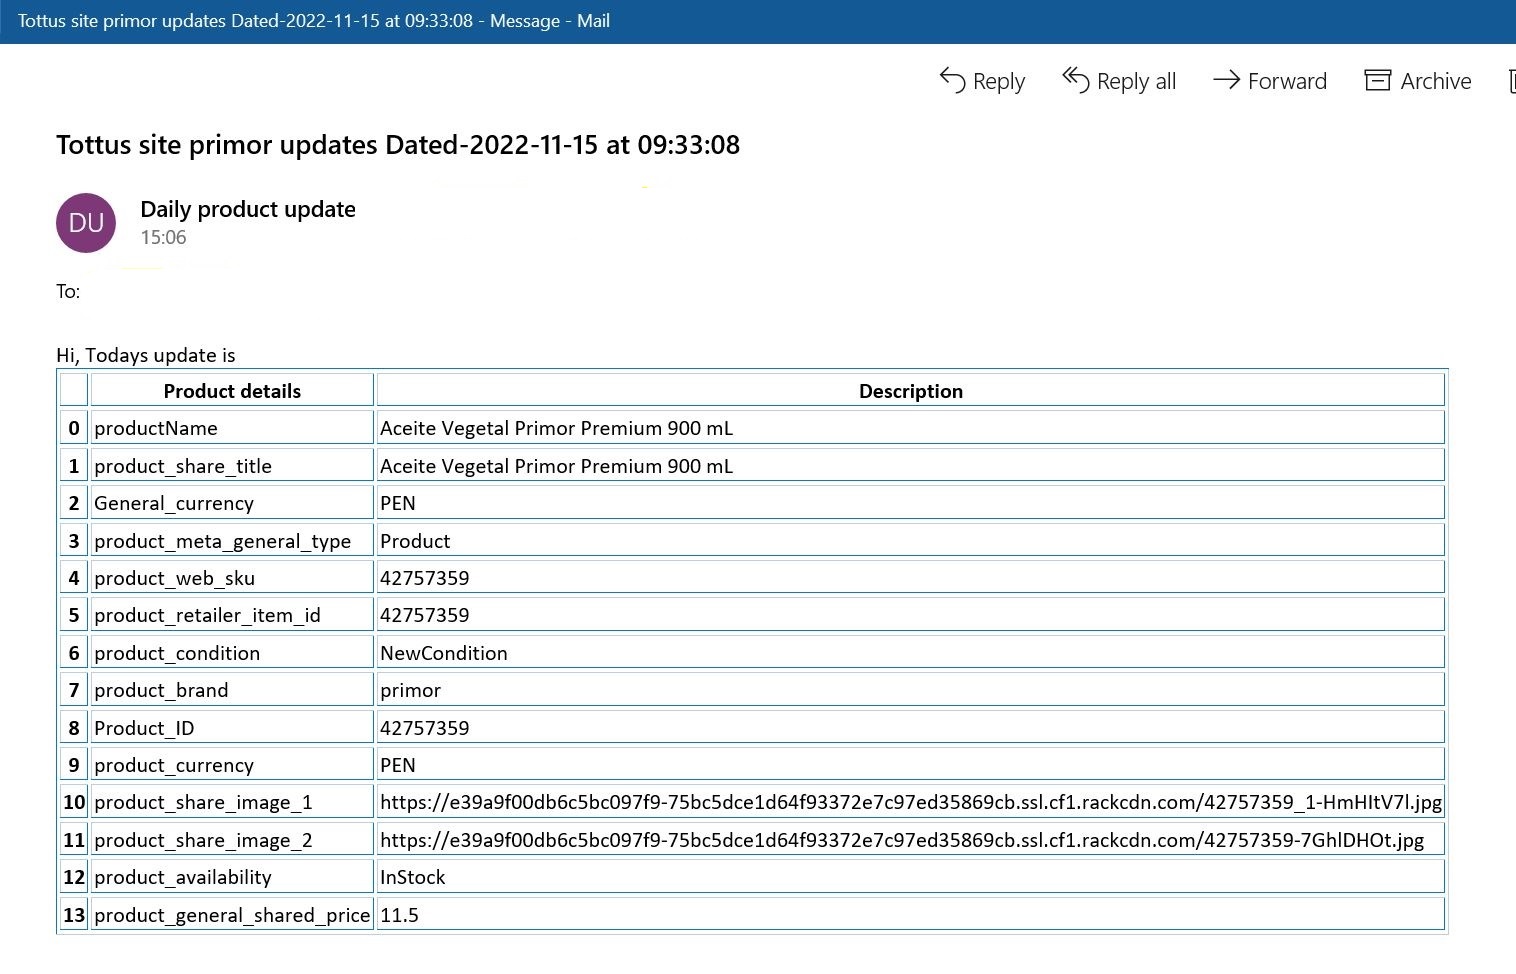 Tottus site primor updates Dated-2022-11-15 at 09:33:08 - Message - Mail
Reply Reply all Forward Archive
Tottus site primor updates Dated-2022-11-15 at 09:33:08
DU
Daily product update
15:06
To:
Hi, Todays update is
Product details Description
0 productName Aceite Vegetal Primor Premium 900 mL
1 product_share_title Aceite Vegetal Primor Premium 900 mL
2 General_currency PEN
3 product_meta_general_type Product
4 product_web_sku 42757359
5 product_retailer_item_id 42757359
6 product_condition NewCondition
7 product_brand primor
8 Product_ID 42757359
9 product_currency PEN
10 product_share_image_1 https://e39a9f00db6c5bc097f9-75bc5dce1d64f93372e7c97ed35869cb.ssl.cf1.rackcdn.com/42757359_1-HmHItV7l.jpg
11 product_share_image_2 https://e39a9f00db6c5bc097f9-75bc5dce1d64f93372e7c97ed35869cb.ssl.cf1.rackcdn.com/42757359-7GhlDHOt.jpg
12 product_availability InStock
13 product_general_shared_price 11.5